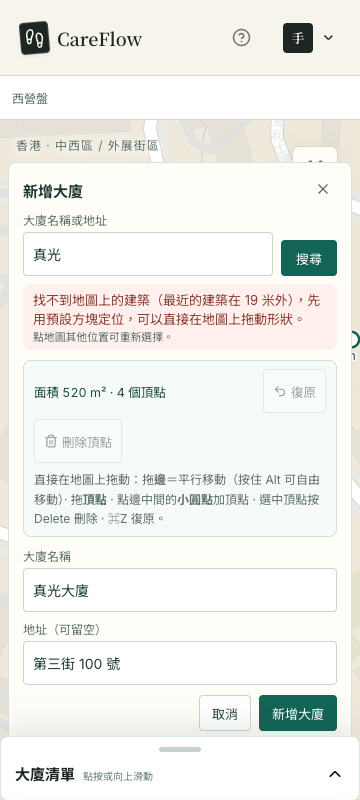 CareFlow
手
西營盤
香港 · 中西區 / 外展街區
新增大廈
大廈名稱或地址
真光
搜尋
找不到地圖上的建築（最近的建築在 19 米外），先
用預設方塊定位，可以直接在地圖上拖動形狀。
點地圖其他位置可重新選擇。
面積 520 m² · 4 個頂點
復原
刪除頂點
直接在地圖上拖動：拖邊＝平行移動（按住 Alt 可自由
移動）· 拖頂點 · 點邊中間的小圓點加頂點 · 選中頂點按
Delete 刪除 · ⌘Z 復原。
大廈名稱
真光大廈
地址（可留空）
第三街 100 號
取消
新增大廈
大廈清單 點按或向上滑動